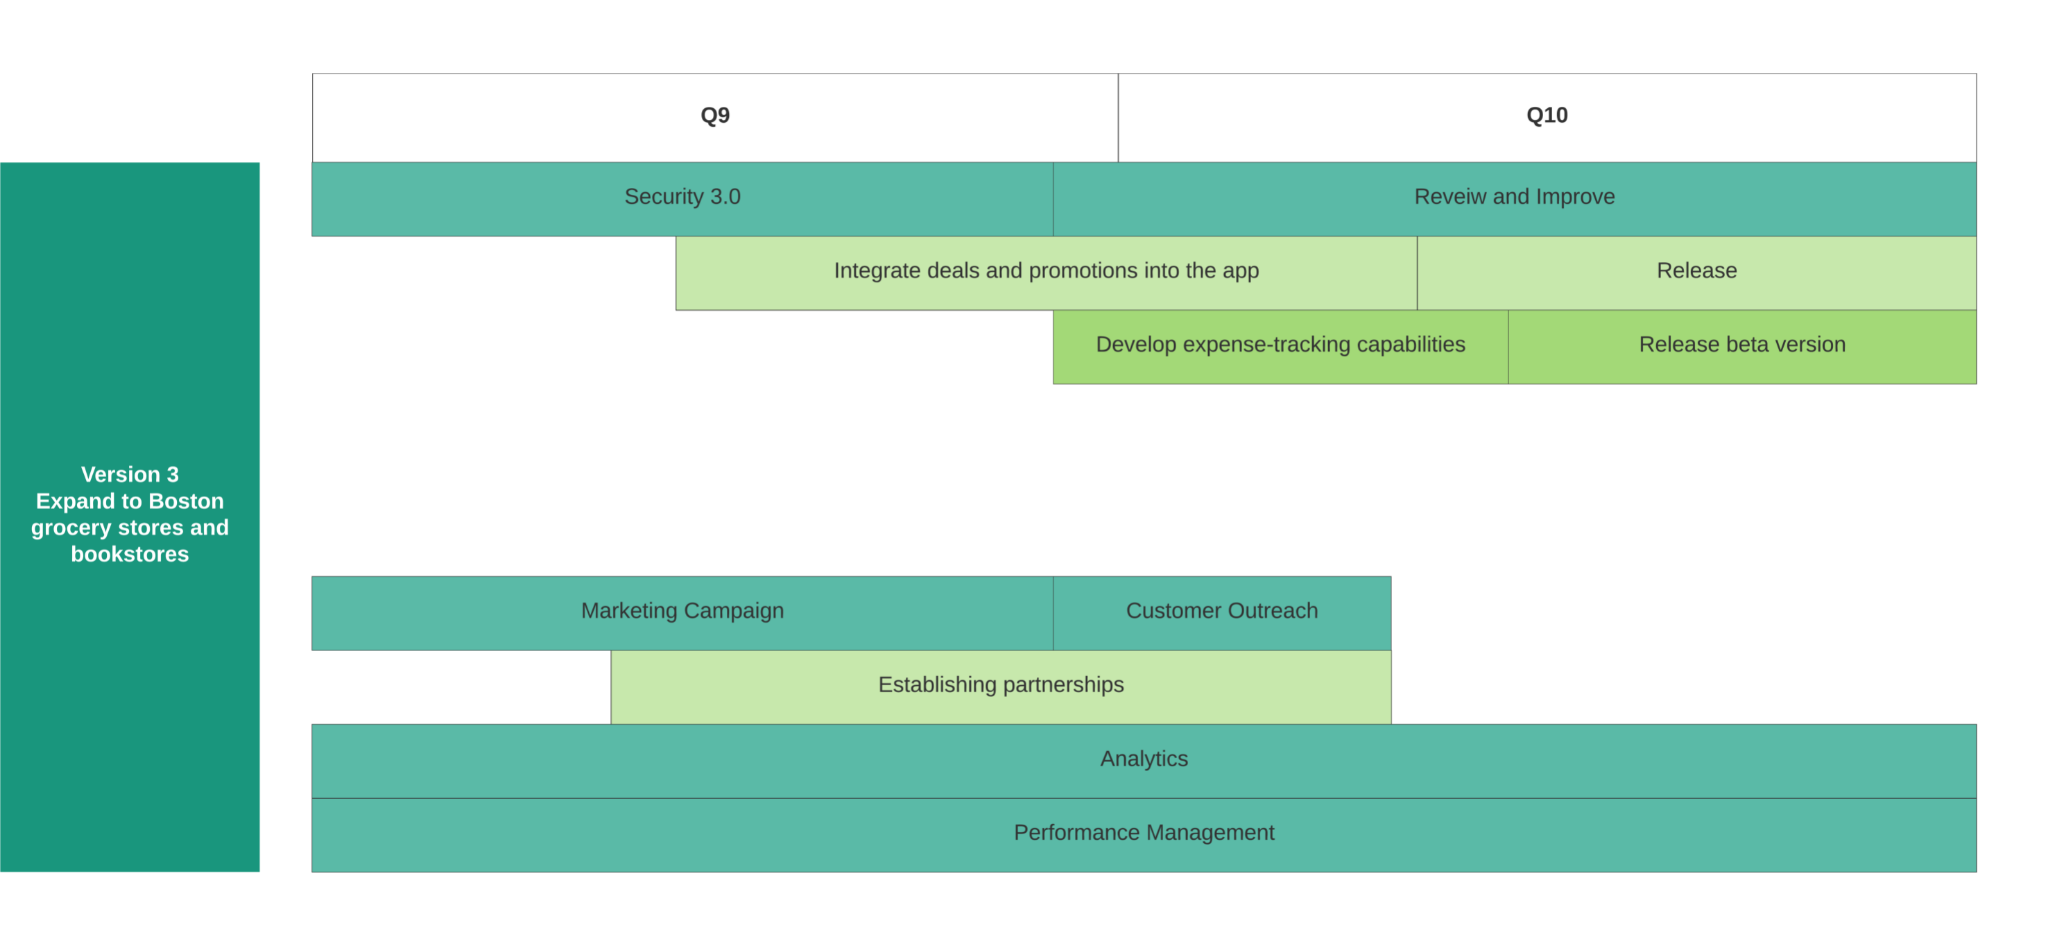 Q9
Q10
Security 3.0
Reveiw and Improve
Integrate deals and promotions into the app
Release
Develop expense-tracking capabilities
Release beta version
Version 3
Expand to Boston
grocery stores and
bookstores
Marketing Campaign
Customer Outreach
Establishing partnerships
Analytics
Performance Management